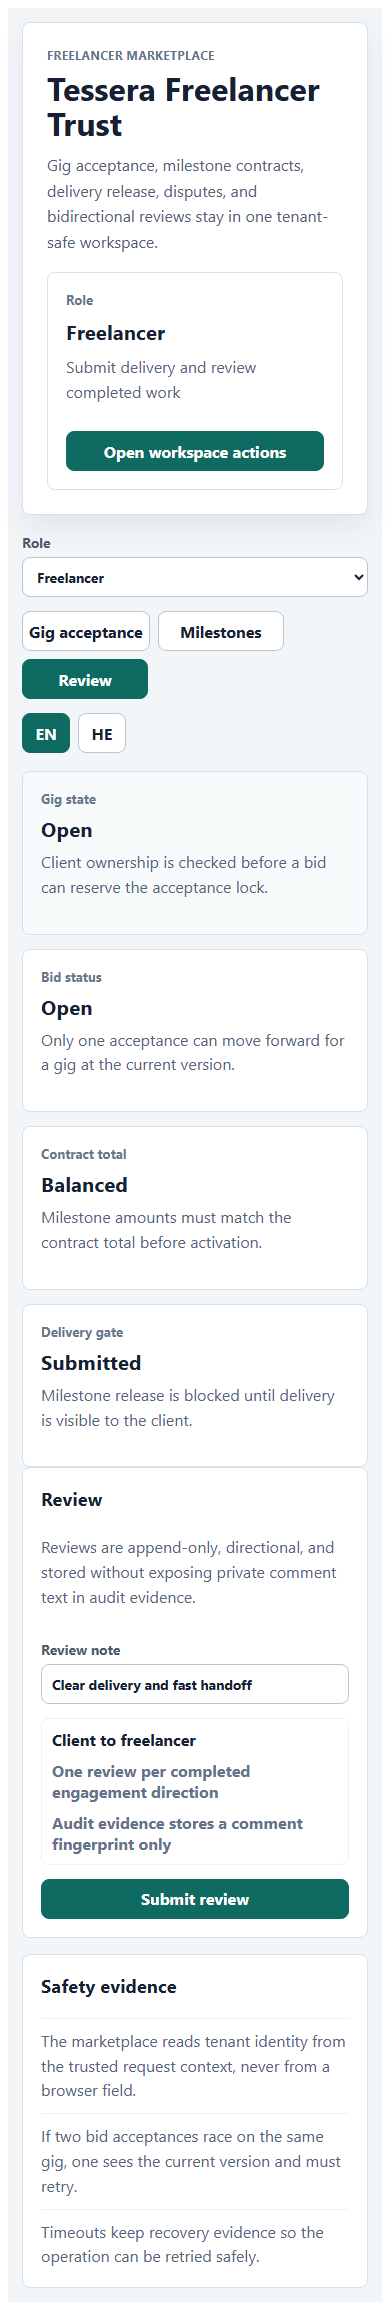 FREELANCER MARKETPLACE
Tessera Freelancer
Trust
Gig acceptance, milestone contracts,
delivery release, disputes, and
bidirectional reviews stay in one tenant-
safe workspace.
Role
Freelancer
Submit delivery and review
completed work
Open workspace actions
Role
Freelancer
Gig acceptance
Milestones
Review
EN
HE
Gig state
Open
Client ownership is checked before a bid
can reserve the acceptance lock.
Bid status
Open
Only one acceptance can move forward for
a gig at the current version.
Contract total
Balanced
Milestone amounts must match the
contract total before activation.
Delivery gate
Submitted
Milestone release is blocked until delivery
is visible to the client.
Review
Reviews are append-only, directional, and
stored without exposing private comment
text in audit evidence.
Review note
Clear delivery and fast handoff
Client to freelancer
One review per completed
engagement direction
Audit evidence stores a comment
fingerprint only
Submit review
Safety evidence
The marketplace reads tenant identity from
the trusted request context, never from a
browser field.
If two bid acceptances race on the same
gig, one sees the current version and must
retry.
Timeouts keep recovery evidence so the
operation can be retried safely.